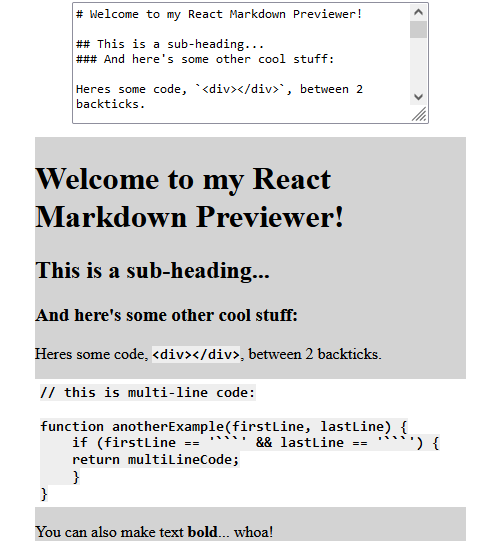 # Welcome to my React Markdown Previewer!

## This is a sub-heading...
### And here's some other cool stuff:

Heres some code, `<div></div>`, between 2
backticks.
Welcome to my React
Markdown Previewer!
This is a sub-heading...
And here's some other cool stuff:
Heres some code, <div></div>, between 2 backticks.
// this is multi-line code:

function anotherExample(firstLine, lastLine) {
    if (firstLine == '```' && lastLine == '```') {
    return multiLineCode;
    }
}
You can also make text bold... whoa!